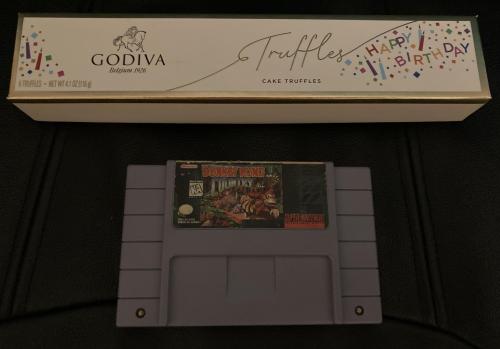 GODIVA
Belgium 1926
6 TRUFFLES • NET WT 4.1 OZ (116 g)
Truffles
CAKE TRUFFLES
HAPPY
BIRTHDAY
DONKEY KONG
COUNTRY
SUPER NINTENDO